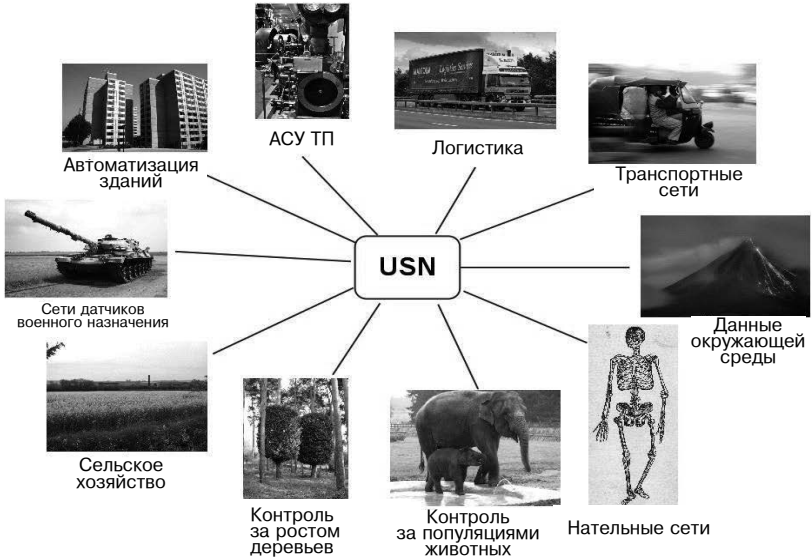 АСУ ТП
Логистика
Автоматизация
зданий
Транспортные
сети
USN
Сети датчиков
военного назначения
Данные
окружающей
среды
Сельское
хозяйство
Контроль
за ростом
деревьев
Контроль
за популяциями
животных
Нательные сети